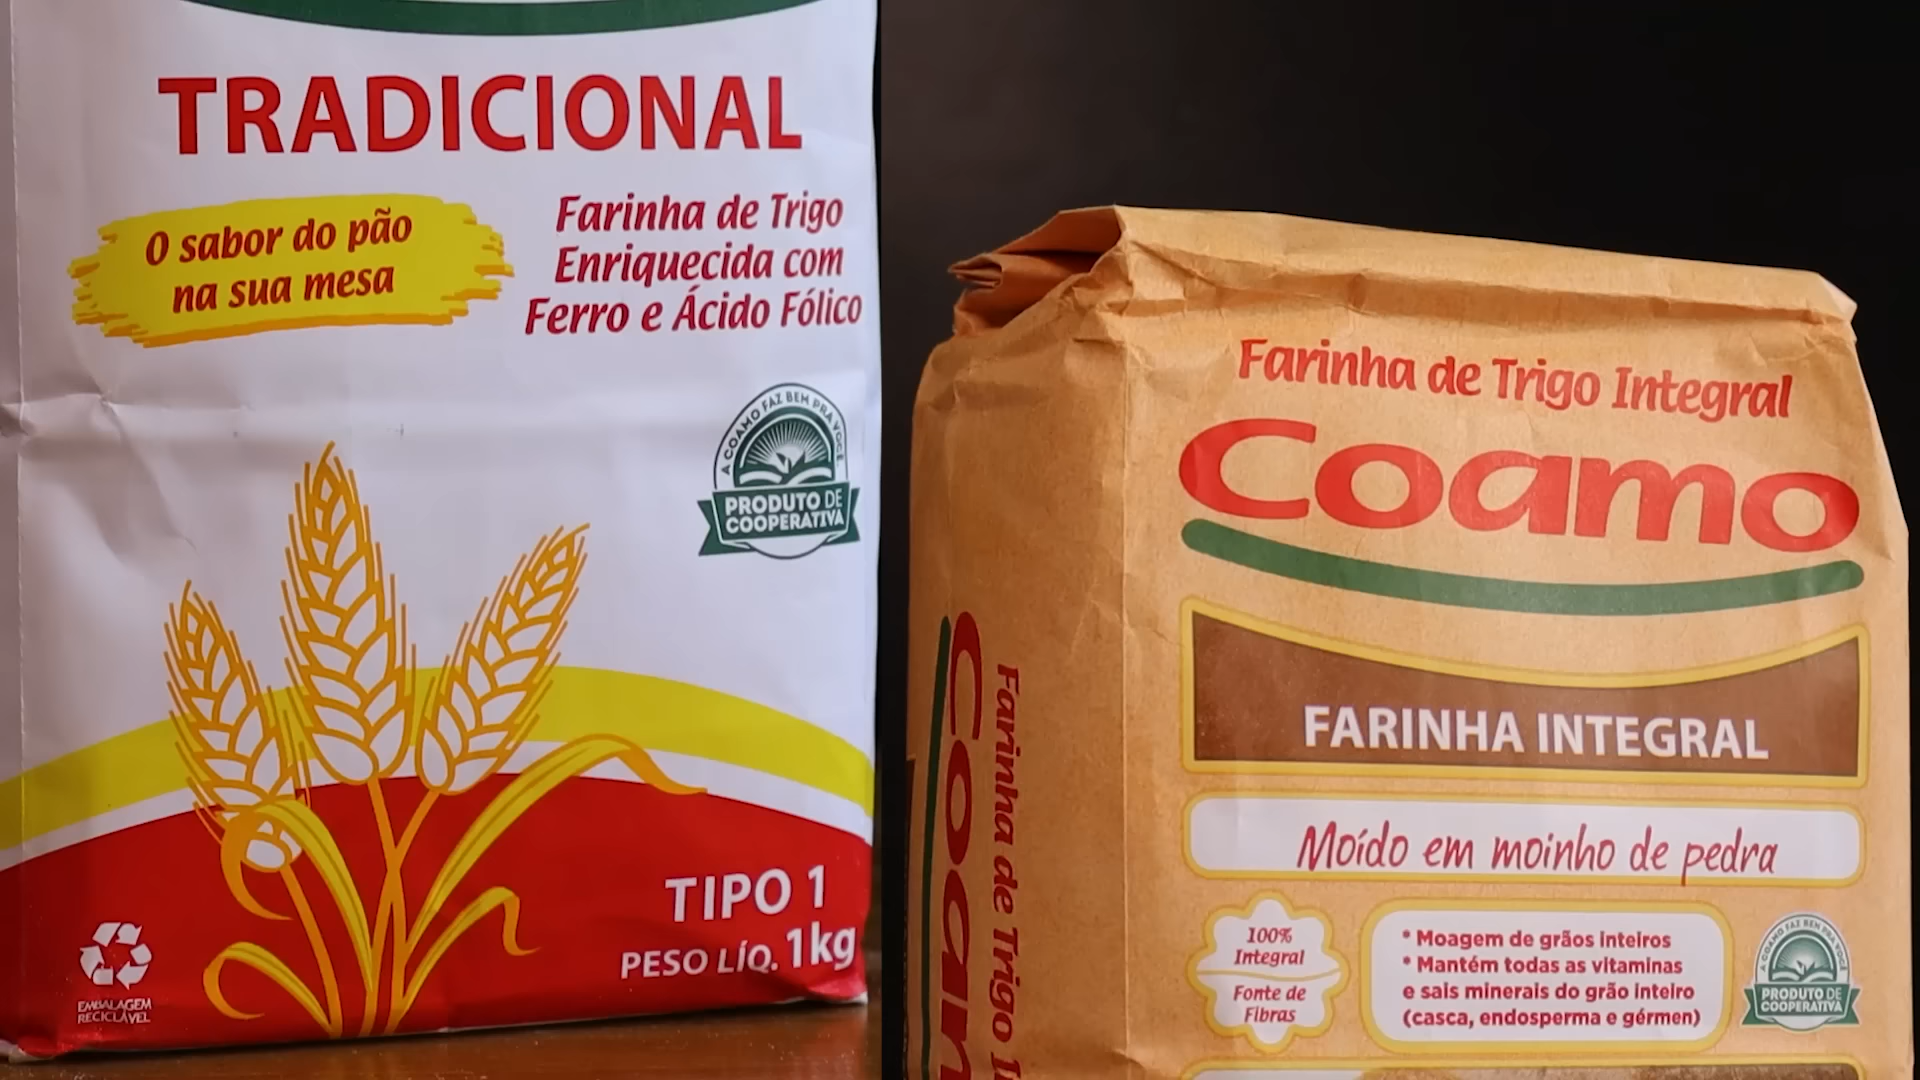 TRADICIONAL
O sabor do pão
na sua mesa
Farinha de Trigo
Enriquecida com
Ferro e Ácido Fólico
A COAMO FAZ BEM PRA VOCÊ
PRODUTO DE
COOPERATIVA
TIPO 1
PESO LÍQ. 1kg
EMBALAGEM
RECICLÁVEL
Farinha de Trigo Integral
Coamo
FARINHA INTEGRAL
Moído em moinho de pedra
100%
Integral
Fonte de
Fibras
* Moagem de grãos inteiros
* Mantém todas as vitaminas
e sais minerais do grão inteiro
(casca, endosperma e gérmen)
A COAMO FAZ BEM PRA VOCÊ
PRODUTO DE
COOPERATIVA
Coam
Farinha de Trigo I